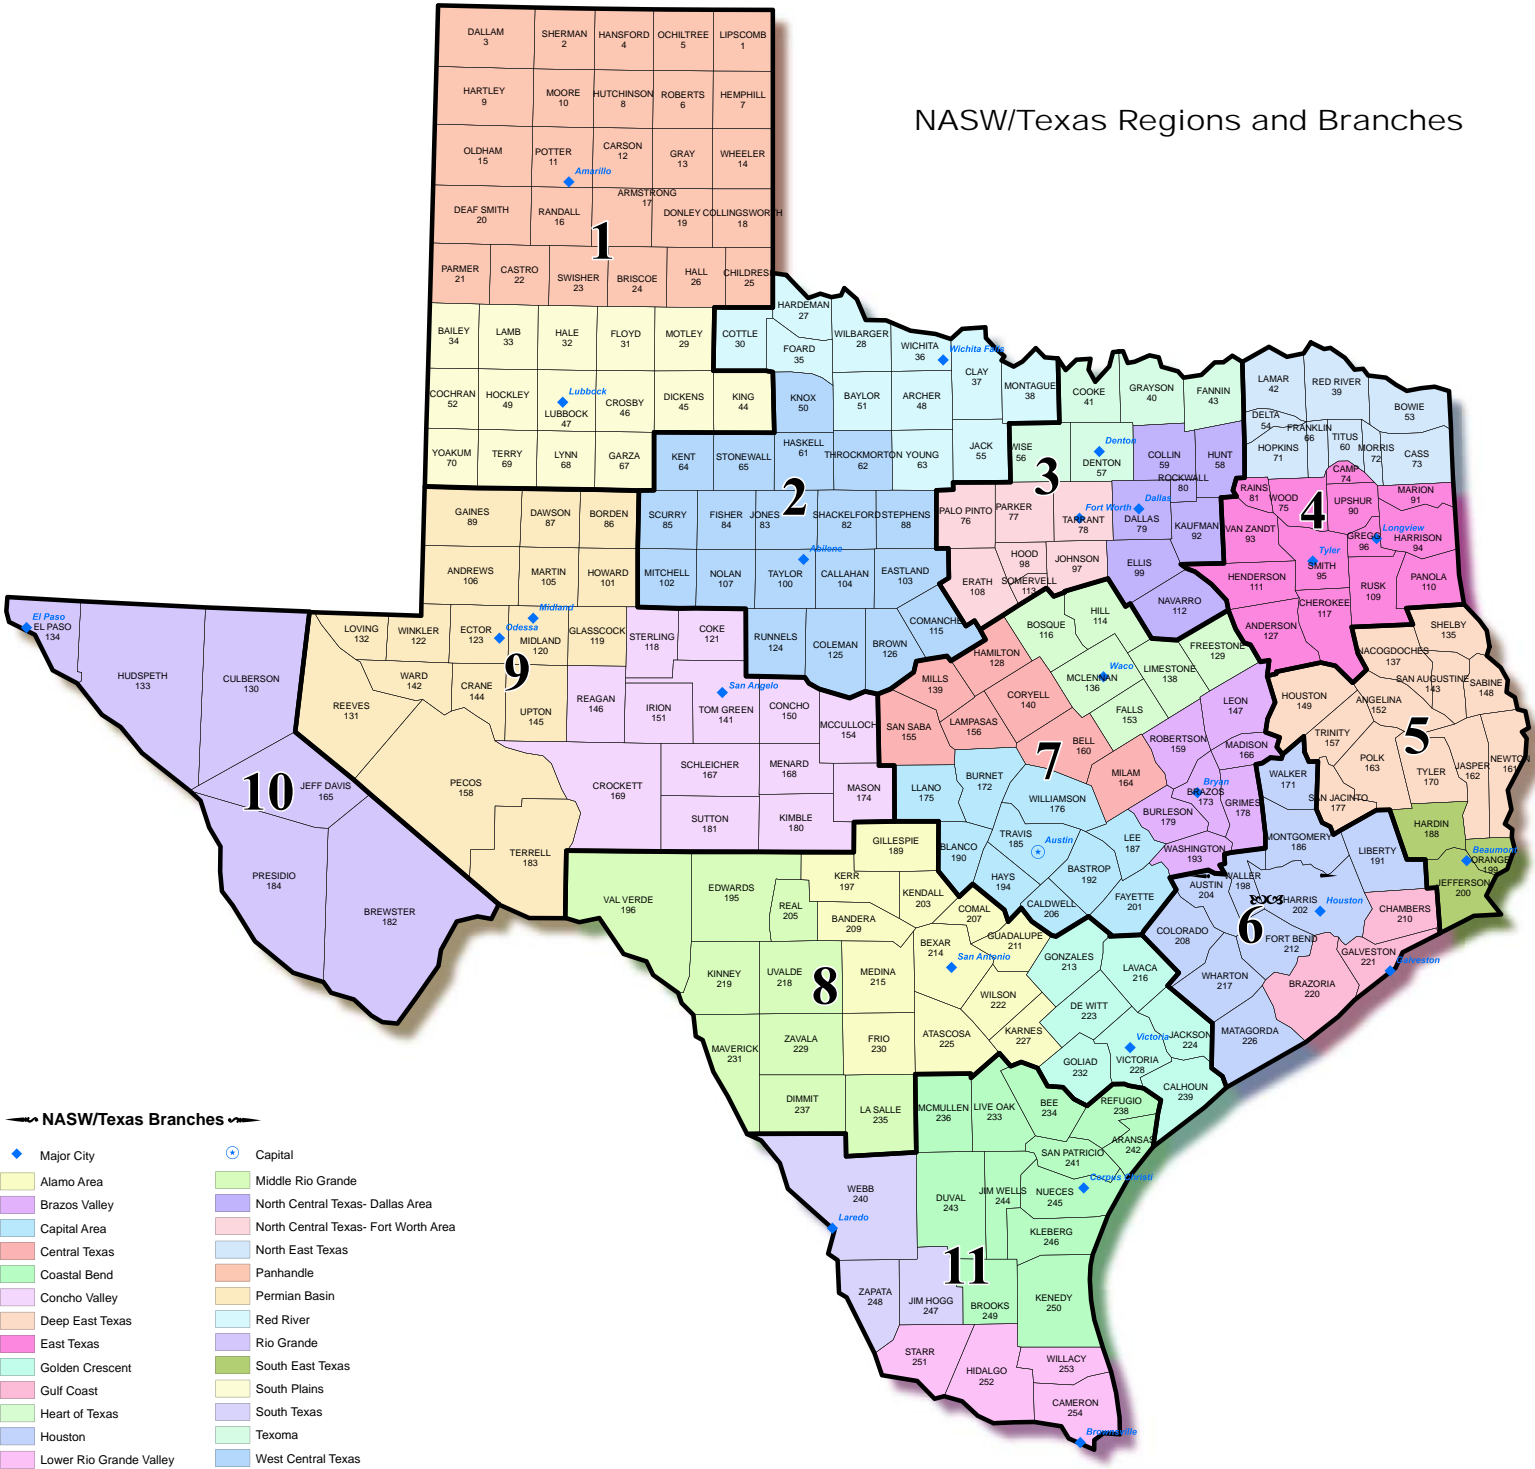 NASW/Texas Regions and Branches
DALLAM
3
SHERMAN
2
HANSFORD
4
OCHILTREE
5
LIPSCOMB
1
HARTLEY
9
MOORE
10
HUTCHINSON
8
ROBERTS
6
HEMPHILL
7
OLDHAM
15
POTTER
11
Amarillo
CARSON
12
GRAY
13
WHEELER
14
DEAF SMITH
20
RANDALL
16
ARMSTRONG
17
DONLEY
19
COLLINGSWORTH
18
1
PARMER
21
CASTRO
22
SWISHER
23
BRISCOE
24
HALL
26
CHILDRESS
25
BAILEY
34
LAMB
33
HALE
32
FLOYD
31
MOTLEY
29
COTTLE
30
HARDEMAN
27
FOARD
35
WILBARGER
28
WICHITA
36
Wichita Falls
CLAY
37
MONTAGUE
38
COOKE
41
GRAYSON
40
FANNIN
43
LAMAR
42
RED RIVER
39
BOWIE
53
COCHRAN
52
HOCKLEY
49
Lubbock
LUBBOCK
47
CROSBY
46
DICKENS
45
KING
44
KNOX
50
BAYLOR
51
ARCHER
48
DELTA
54
FRANKLIN
66
TITUS
60
MORRIS
72
CASS
73
HOPKINS
71
YOAKUM
70
TERRY
69
LYNN
68
GARZA
67
KENT
64
STONEWALL
65
HASKELL
61
THROCKMORTON
62
YOUNG
63
JACK
55
WISE
56
Denton
DENTON
57
COLLIN
59
HUNT
58
ROCKWALL
80
RAINS
81
WOOD
75
CAMP
74
UPSHUR
90
MARION
91
2
3
4
GAINES
89
DAWSON
87
BORDEN
86
SCURRY
85
FISHER
84
JONES
83
SHACKELFORD
82
STEPHENS
88
PALO PINTO
76
PARKER
77
Fort Worth
TARRANT
78
Dallas
DALLAS
79
KAUFMAN
92
VAN ZANDT
93
Tyler
SMITH
95
GREGG
96
Longview
HARRISON
94
ANDREWS
106
MARTIN
105
HOWARD
101
MITCHELL
102
NOLAN
107
Abilene
TAYLOR
100
CALLAHAN
104
EASTLAND
103
ERATH
108
HOOD
98
SOMERVELL
113
JOHNSON
97
ELLIS
99
HENDERSON
111
RUSK
109
PANOLA
110
NAVARRO
112
CHEROKEE
117
ANDERSON
127
El Paso
EL PASO
134
HUDSPETH
133
CULBERSON
130
LOVING
132
WINKLER
122
ECTOR
123
Odessa
Midland
MIDLAND
120
GLASSCOCK
119
STERLING
118
COKE
121
RUNNELS
124
COLEMAN
125
BROWN
126
COMANCHE
115
BOSQUE
116
HILL
114
HAMILTON
128
FREESTONE
129
SHELBY
135
NACOGDOCHES
137
9
WARD
142
CRANE
144
UPTON
145
REEVES
131
REAGAN
146
IRION
151
San Angelo
TOM GREEN
141
CONCHO
150
MCCULLOCH
154
MILLS
139
CORYELL
140
Waco
MCLENNAN
136
LIMESTONE
138
FALLS
153
LEON
147
HOUSTON
149
ANGELINA
152
SAN AUGUSTINE
143
SABINE
148
SAN SABA
155
LAMPASAS
156
BELL
160
ROBERTSON
159
MADISON
166
TRINITY
157
POLK
163
TYLER
170
JASPER
162
NEWTON
161
5
7
10
JEFF DAVIS
165
PECOS
158
CROCKETT
169
SCHLEICHER
167
MENARD
168
MASON
174
SUTTON
181
KIMBLE
180
LLANO
175
BURNET
172
WILLIAMSON
176
MILAM
164
Bryan
BRAZOS
173
BURLESON
179
GRIMES
178
WALKER
171
SAN JACINTO
177
TERRELL
183
PRESIDIO
184
BREWSTER
182
GILLESPIE
189
BLANCO
190
TRAVIS
185
Austin
LEE
187
WASHINGTON
193
MONTGOMERY
186
LIBERTY
191
HARDIN
188
Beaumont
ORANGE
199
JEFFERSON
200
VAL VERDE
196
EDWARDS
195
REAL
205
KERR
197
KENDALL
203
BANDERA
209
COMAL
207
HAYS
194
BASTROP
192
CALDWELL
206
FAYETTE
201
AUSTIN
204
WALLER
198
HARRIS
202
Houston
CHAMBERS
210
6
COLORADO
208
FORT BEND
212
GALVESTON
221
Galveston
BEXAR
214
San Antonio
GUADALUPE
211
GONZALES
213
LAVACA
216
KINNEY
219
UVALDE
218
MEDINA
215
WILSON
222
WHARTON
217
BRAZORIA
220
8
DE WITT
223
MAVERICK
231
ZAVALA
229
FRIO
230
ATASCOSA
225
KARNES
227
Victoria
VICTORIA
228
JACKSON
224
MATAGORDA
226
GOLIAD
232
CALHOUN
239
DIMMIT
237
LA SALLE
235
MCMULLEN
236
LIVE OAK
233
BEE
234
REFUGIO
238
ARANSAS
242
SAN PATRICIO
241
WEBB
240
Laredo
DUVAL
243
JIM WELLS
244
NUECES
245
Corpus Christi
KLEBERG
246
11
ZAPATA
248
JIM HOGG
247
BROOKS
249
KENEDY
250
STARR
251
HIDALGO
252
WILLACY
253
CAMERON
254
Brownsville
NASW/Texas Branches
Major City
Capital
Alamo Area
Brazos Valley
Capital Area
Central Texas
Coastal Bend
Concho Valley
Deep East Texas
East Texas
Golden Crescent
Gulf Coast
Heart of Texas
Houston
Lower Rio Grande Valley
Middle Rio Grande
North Central Texas- Dallas Area
North Central Texas- Fort Worth Area
North East Texas
Panhandle
Permian Basin
Red River
Rio Grande
South East Texas
South Plains
South Texas
Texoma
West Central Texas